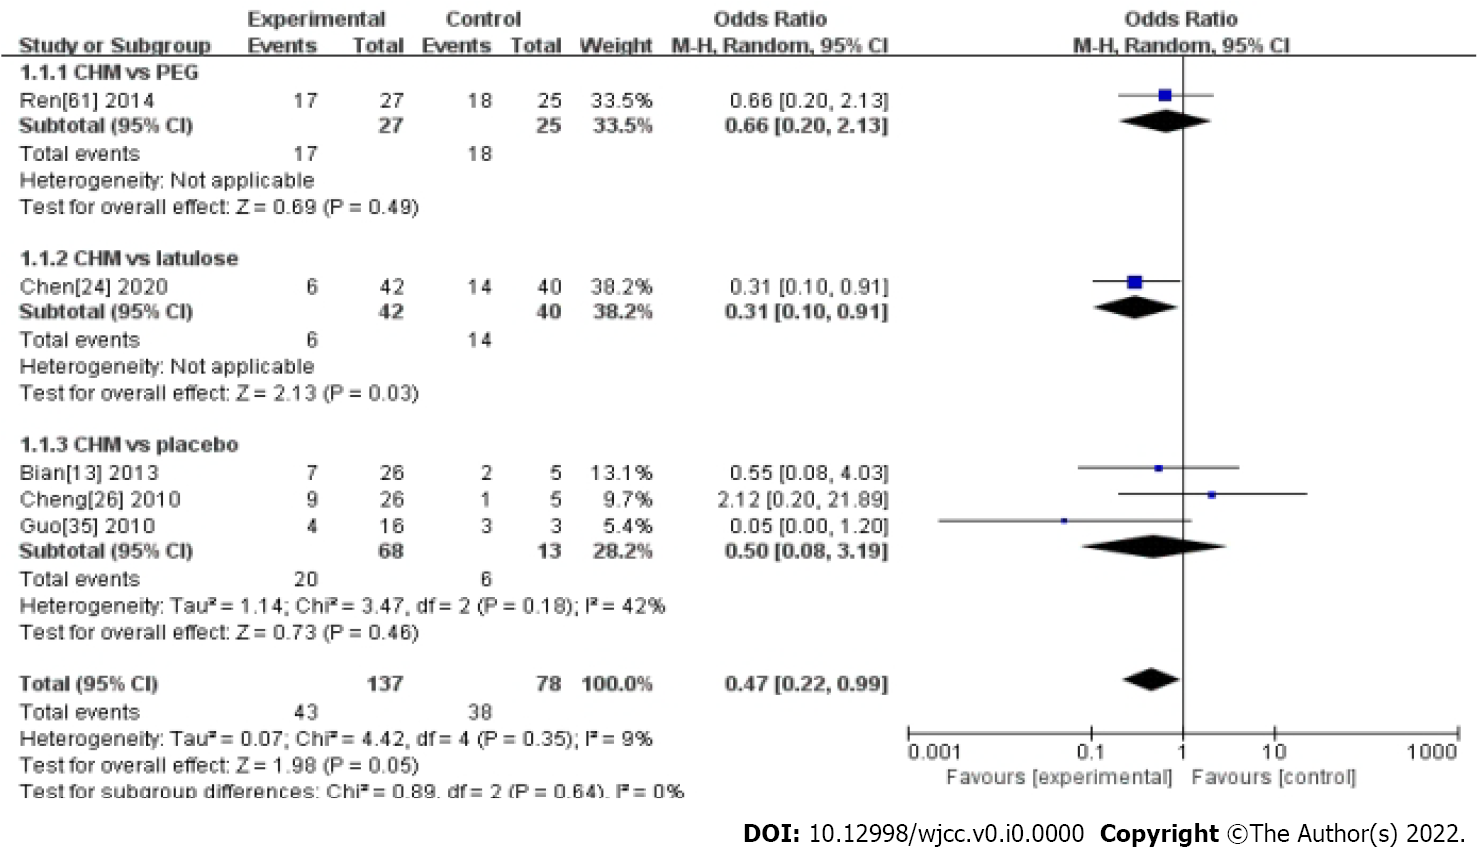 Experimental Control Odds Ratio Odds Ratio
Study or Subgroup Events Total Events Total Weight M-H, Random, 95% CI M-H, Random, 95% CI
1.1.1 CHM vs PEG
Ren[61] 2014 17 27 18 25 33.5% 0.66 [0.20, 2.13]
Subtotal (95% CI) 27 25 33.5% 0.66 [0.20, 2.13]
Total events 17 18
Heterogeneity: Not applicable
Test for overall effect: Z = 0.69 (P = 0.49)
1.1.2 CHM vs latulose
Chen[24] 2020 6 42 14 40 38.2% 0.31 [0.10, 0.91]
Subtotal (95% CI) 42 40 38.2% 0.31 [0.10, 0.91]
Total events 6 14
Heterogeneity: Not applicable
Test for overall effect: Z = 2.13 (P = 0.03)
1.1.3 CHM vs placebo
Bian[13] 2013 7 26 2 5 13.1% 0.55 [0.08, 4.03]
Cheng[26] 2010 9 26 1 5 9.7% 2.12 [0.20, 21.89]
Guo[35] 2010 4 16 3 3 5.4% 0.05 [0.00, 1.20]
Subtotal (95% CI) 68 13 28.2% 0.50 [0.08, 3.19]
Total events 20 6
Heterogeneity: Tau² = 1.14; Chi² = 3.47, df = 2 (P = 0.18); I² = 42%
Test for overall effect: Z = 0.73 (P = 0.46)
Total (95% CI) 137 78 100.0% 0.47 [0.22, 0.99]
Total events 43 38
Heterogeneity: Tau² = 0.07; Chi² = 4.42, df = 4 (P = 0.35); I² = 9%
Test for overall effect: Z = 1.98 (P = 0.05)
Test for subgroup differences: Chi² = 0.89, df = 2 (P = 0.64), I² = 0%
0.001 0.1 1 10 1000
Favours [experimental] Favours [control]
DOI: 10.12998/wjcc.v0.i0.0000 Copyright ©The Author(s) 2022.